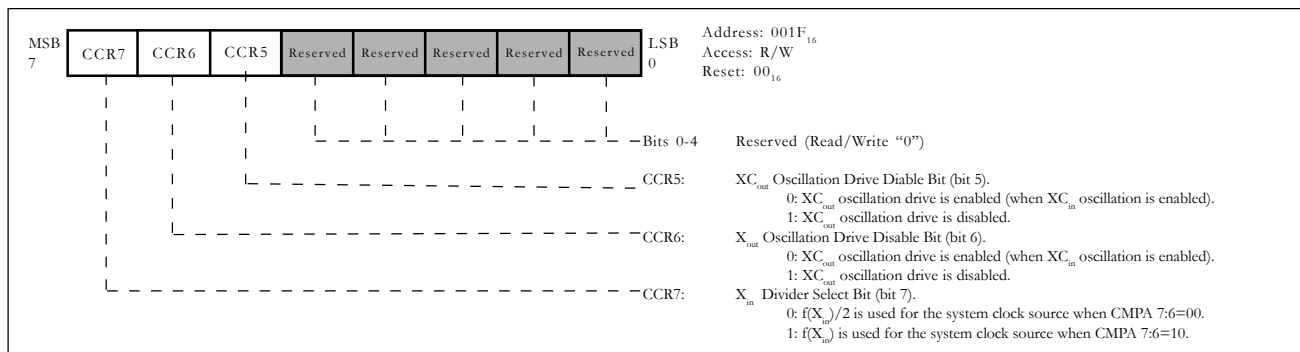 MSB
7
CCR7 CCR6 CCR5 Reserved Reserved Reserved Reserved Reserved
LSB
0
Address: 001F16
Access: R/W
Reset: 0016
Bits 0-4 Reserved (Read/Write “0”)
CCR5: XCout Oscillation Drive Diable Bit (bit 5).
0: XCout oscillation drive is enabled (when XCin oscillation is enabled).
1: XCout oscillation drive is disabled.
CCR6: Xout Oscillation Drive Disable Bit (bit 6).
0: XCout oscillation drive is enabled (when XCin oscillation is enabled).
1: XCout oscillation drive is disabled.
CCR7: Xin Divider Select Bit (bit 7).
0: f(Xin)/2 is used for the system clock source when CMPA 7:6=00.
1: f(Xin) is used for the system clock source when CMPA 7:6=10.